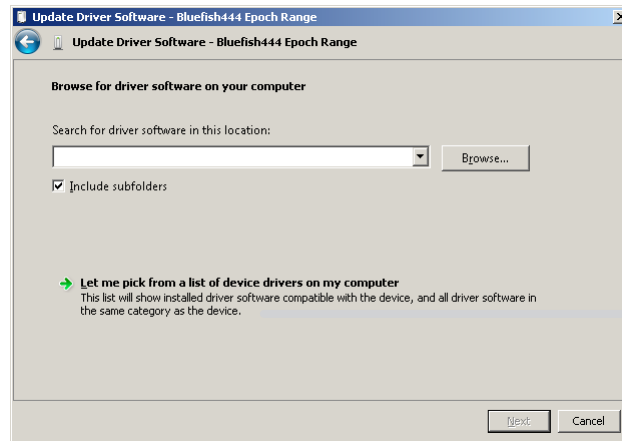 Update Driver Software - Bluefish444 Epoch Range
Update Driver Software - Bluefish444 Epoch Range
Browse for driver software on your computer
Search for driver software in this location:
Browse...
Include subfolders
Let me pick from a list of device drivers on my computer
This list will show installed driver software compatible with the device, and all driver software in
the same category as the device.
Next Cancel